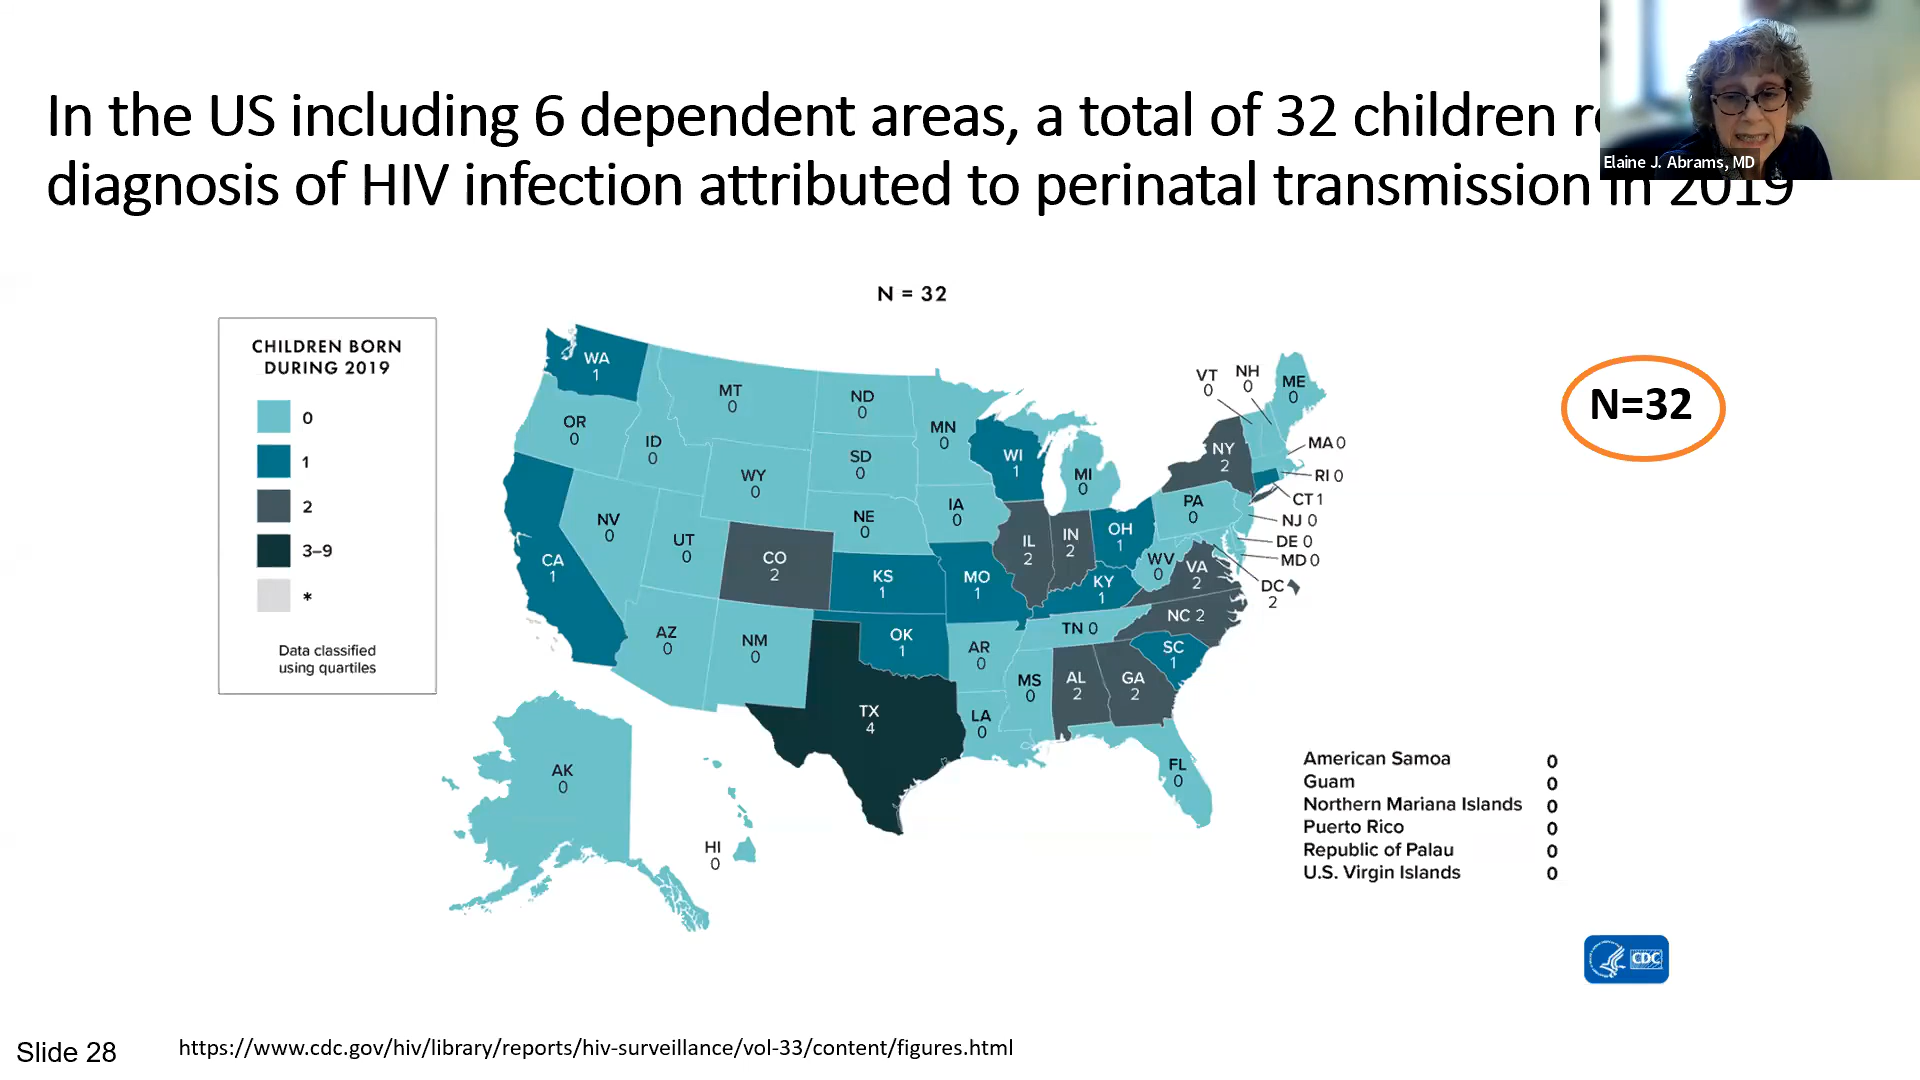 In the US including 6 dependent areas, a total of 32 children
diagnosis of HIV infection attributed to perinatal transmission in 2019
Elaine J. Abrams, MD
N = 32
CHILDREN BORN
DURING 2019
0
1
2
3–9
*
Data classified
using quartiles
N=32
WA
1
MT
0
ND
0
MN
0
OR
0
ID
0
SD
0
WI
1
MI
0
VT
0
NH
0
ME
0
NY
2
MA 0
RI 0
CT 1
NJ 0
DE 0
MD 0
DC
2
WY
0
IA
0
NE
0
PA
0
NV
0
UT
0
CO
2
CA
1
KS
1
MO
1
IL
2
IN
2
OH
1
WV
0
VA
2
KY
1
NC 2
TN 0
AZ
0
NM
0
OK
1
AR
0
SC
1
MS
0
AL
2
GA
2
TX
4
LA
0
FL
0
AK
0
HI
0
American Samoa 0
Guam 0
Northern Mariana Islands 0
Puerto Rico 0
Republic of Palau 0
U.S. Virgin Islands 0
CDC
Slide 28
https://www.cdc.gov/hiv/library/reports/hiv-surveillance/vol-33/content/figures.html